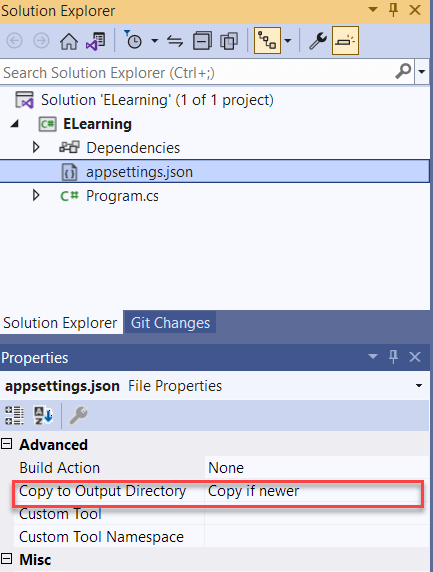 Solution Explorer
Search Solution Explorer (Ctrl+;)
Solution 'ELearning' (1 of 1 project)
C# ELearning
Dependencies
appsettings.json
C# Program.cs
Solution Explorer Git Changes
Properties
appsettings.json File Properties
Advanced
Build Action None
Copy to Output Directory Copy if newer
Custom Tool
Custom Tool Namespace
Misc